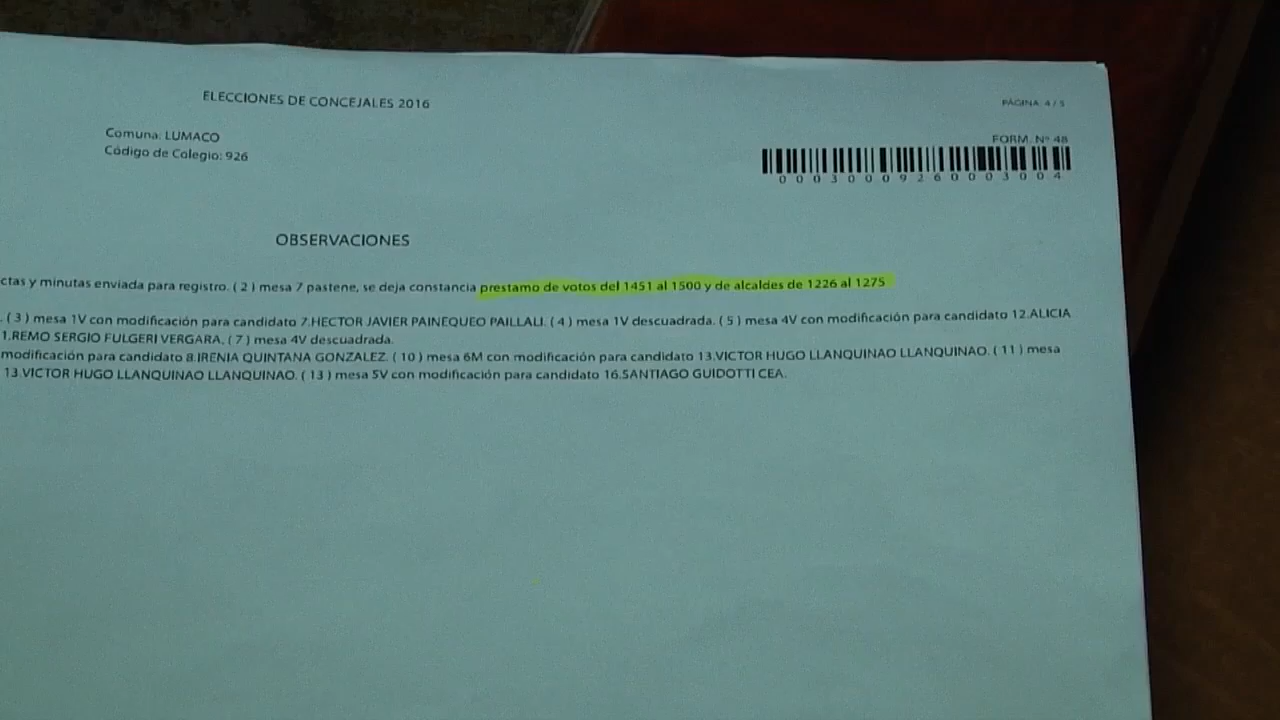 ELECCIONES DE CONCEJALES 2016
PÁGINA 4 / 5
Comuna: LUMACO
Código de Colegio: 926
FORM. Nº 48
00030009260003004
OBSERVACIONES
ctas y minutas enviada para registro. ( 2 ) mesa 7 pastene, se deja constancia prestamo de votos del 1451 al 1500 y de alcaldes de 1226 al 1275
. ( 3 ) mesa 1V con modificación para candidato 7.HECTOR JAVIER PAINEQUEO PAILLALI. ( 4 ) mesa 1V descuadrada. ( 5 ) mesa 4V con modificación para candidato 12.ALICIA
1.REMO SERGIO FULGERI VERGARA. ( 7 ) mesa 4V descuadrada.
modificación para candidato 8.IRENIA QUINTANA GONZALEZ. ( 10 ) mesa 6M con modificación para candidato 13.VICTOR HUGO LLANQUINAO LLANQUINAO. ( 11 ) mesa
13.VICTOR HUGO LLANQUINAO LLANQUINAO. ( 13 ) mesa 5V con modificación para candidato 16.SANTIAGO GUIDOTTI CEA.